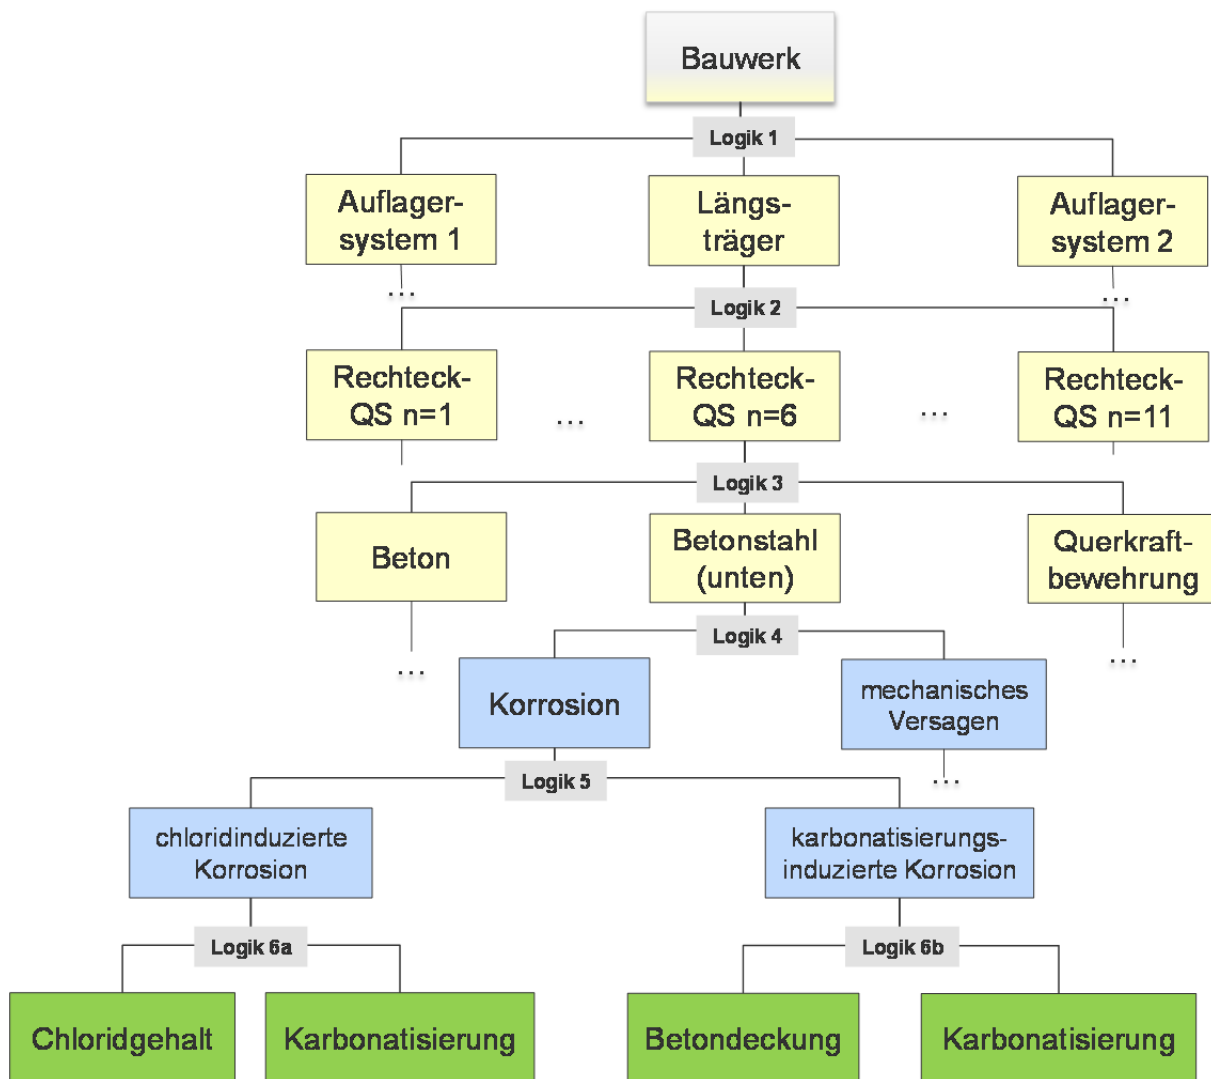 Bauwerk
Logik 1
Auflager-
system 1
Längs-
träger
Auflager-
system 2
...
...
Logik 2
Rechteck-
QS n=1
...
Rechteck-
QS n=6
...
Rechteck-
QS n=11
Logik 3
Beton
Betonstahl
(unten)
Querkraft-
bewehrung
Logik 4
...
...
Korrosion
mechanisches
Versagen
...
Logik 5
chloridinduzierte
Korrosion
karbonatisierungs-
induzierte Korrosion
Logik 6a
Logik 6b
Chloridgehalt
Karbonatisierung
Betondeckung
Karbonatisierung